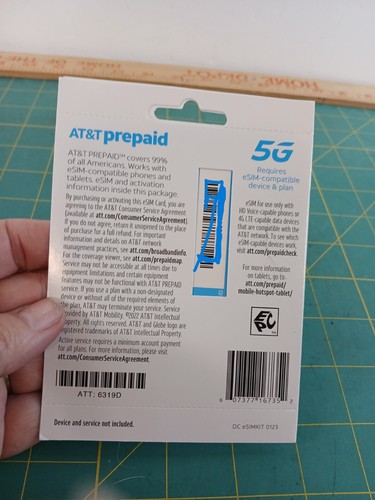 HOME DEPOT
AT&T prepaid
AT&T PREPAID℠ covers 99%
of all Americans. Works with
eSIM-compatible phones and
tablets. eSIM and activation
information inside this package.
By purchasing or activating this eSIM Card, you are
agreeing to the AT&T Consumer Service Agreement
(available at att.com/ConsumerServiceAgreement).
If you do not agree, return it unopened to the place
of purchase for a full refund. For important
information and details on AT&T network
management practices, see att.com/broadbandinfo.
For the coverage viewer, see att.com/prepaidmap.
Service may not be accessible at all times due to
equipment limitations and certain equipment
features may not be functional with AT&T PREPAID
Service. If you use a plan with a non-designated
device or without all of the required elements of
the plan, AT&T may terminate your service. Service
provided by AT&T Mobility. ©2022 AT&T Intellectual
Property. All rights reserved. AT&T and Globe logo are
registered trademarks of AT&T Intellectual Property.
Active service requires a minimum account payment
for all plans. For more information, please visit
att.com/ConsumerServiceAgreement.
ATT: 6319D
Device and service not included.
5G
Requires
eSIM-compatible
device & plan
eSIM for use only with
HD Voice-capable phones or
4G LTE-capable data devices
that are compatible with the
AT&T network. To see which
eSIM-capable devices work,
visit att.com/prepaidcheck.
For more information
on tablets, go to:
att.com/prepaid/
mobile-hotspot-tablet/
EPC
07377 16735
DC eSIMKIT 0123